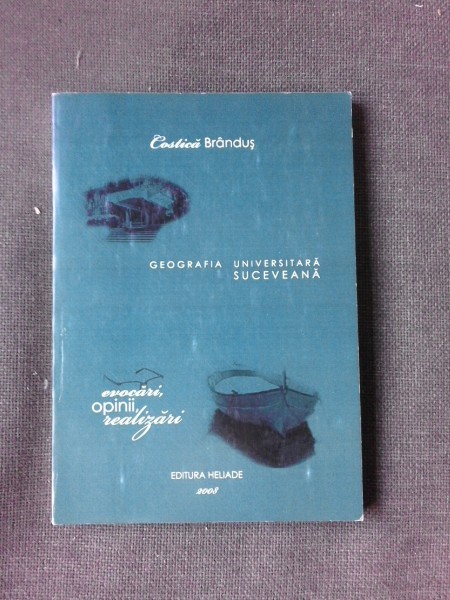 Costică Brânduş
GEOGRAFIA UNIVERSITARĂ
SUCEVEANĂ
evocări,
opinii,
realizări
EDITURA HELIADE
2008